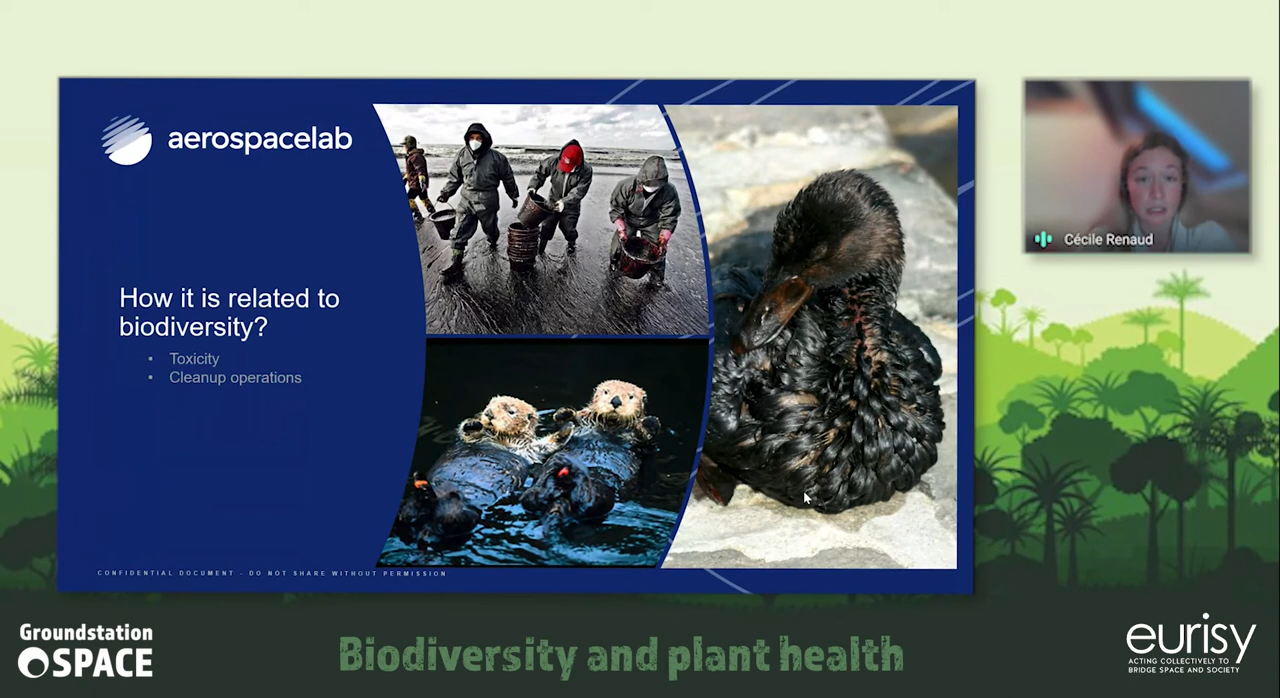 aerospacelab
How it is related to
biodiversity?
• Toxicity
• Cleanup operations
CONFIDENTIAL DOCUMENT - DO NOT SHARE WITHOUT PERMISSION
Cécile Renaud
Groundstation
SPACE
Biodiversity and plant health
eurisy
ACTING COLLECTIVELY TO
BRIDGE SPACE AND SOCIETY